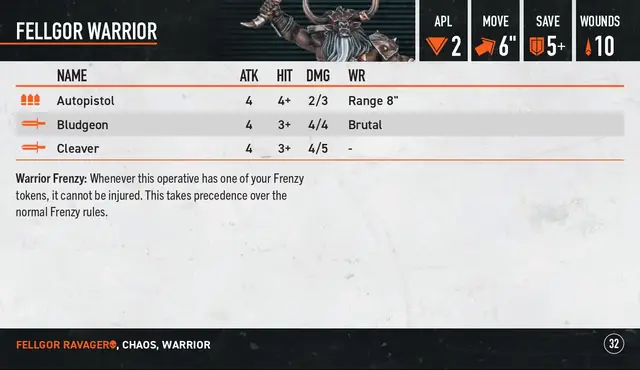 FELLGOR WARRIOR
APL
2
MOVE
6"
SAVE
5+
WOUNDS
10
NAME ATK HIT DMG WR
Autopistol 4 4+ 2/3 Range 8"
Bludgeon 4 3+ 4/4 Brutal
Cleaver 4 3+ 4/5 -
Warrior Frenzy: Whenever this operative has one of your Frenzy
tokens, it cannot be injured. This takes precedence over the
normal Frenzy rules.
FELLGOR RAVAGER, CHAOS, WARRIOR
32